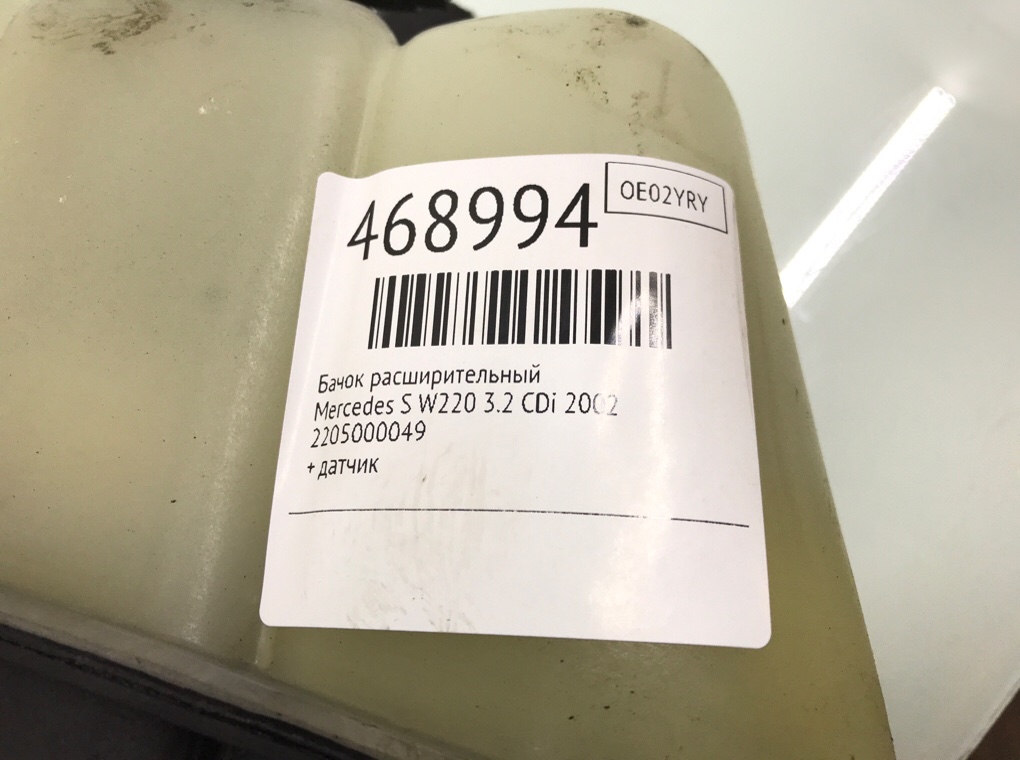 468994
OE02YRY
Бачок расширительный
Mercedes S W220 3.2 CDi 2002
2205000049
+ датчик